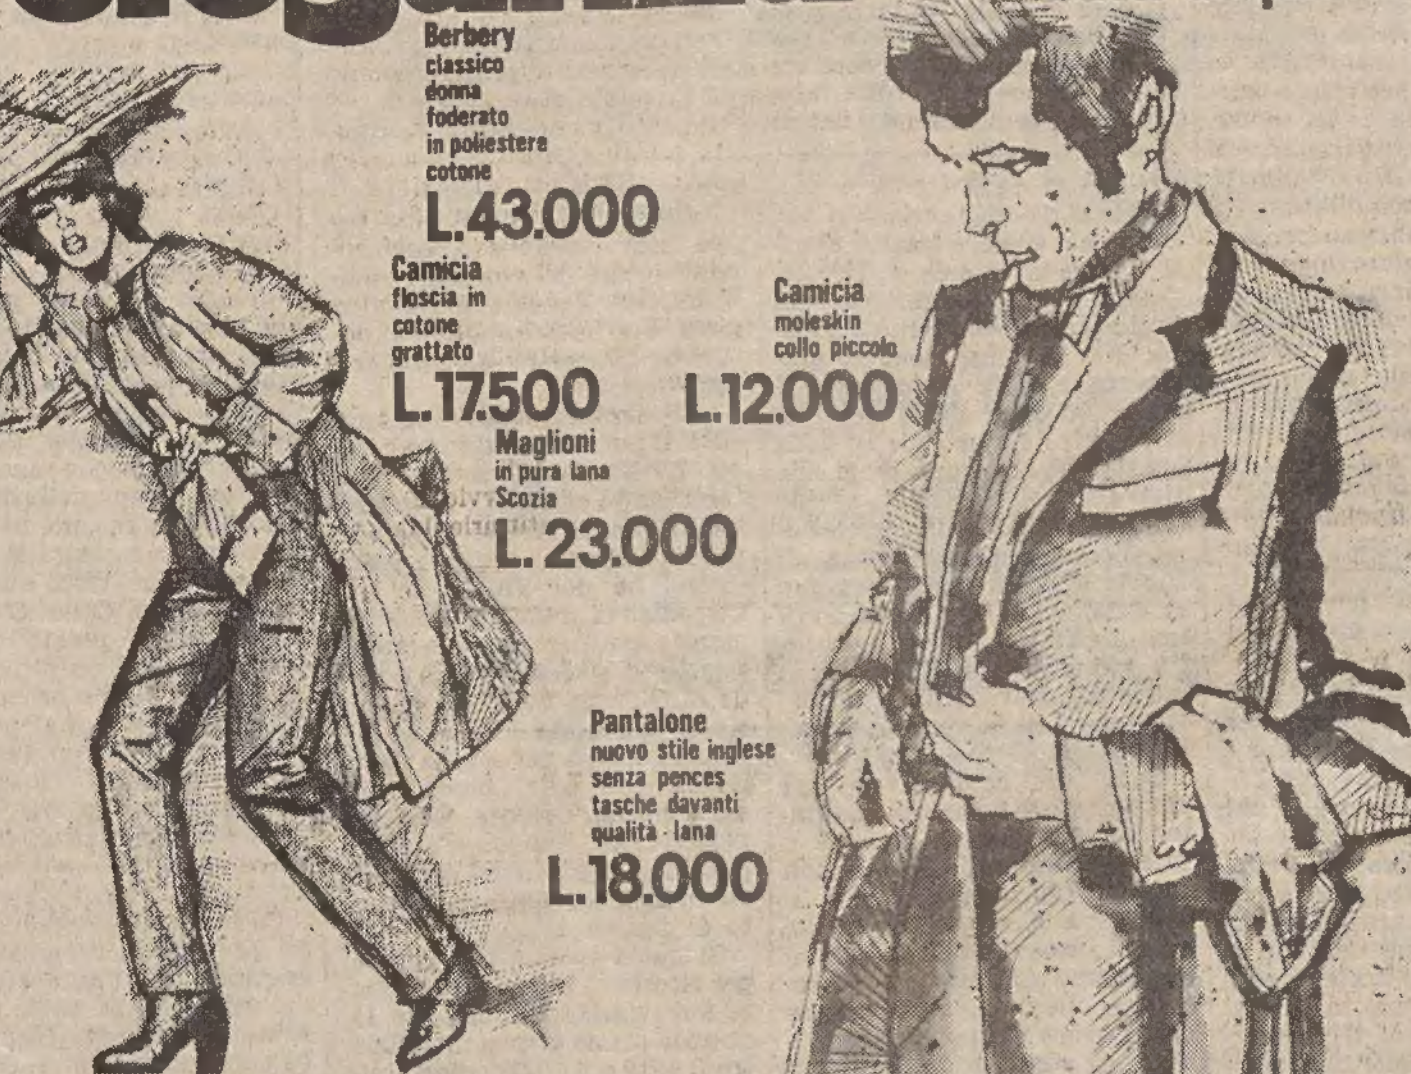 Berbery
classico
donna
foderato
in poliestere
cotone
L.43.000
Camicia
floscia in
cotone
grattato
L.17.500
Camicia
moleskin
collo piccolo
L.12.000
Maglioni
in pura lana
Scozia
L. 23.000
Pantalone
nuovo stile inglese
senza pences
tasche davanti
qualità - lana
L.18.000